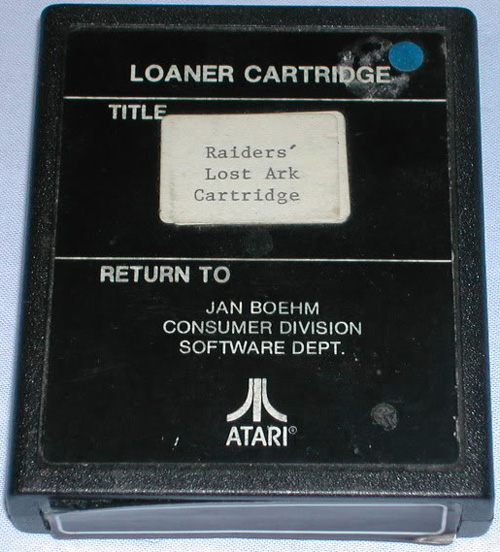 LOANER CARTRIDGE
TITLE
Raiders´
Lost Ark
Cartridge
RETURN TO
JAN BOEHM
CONSUMER DIVISION
SOFTWARE DEPT.
ATARI®